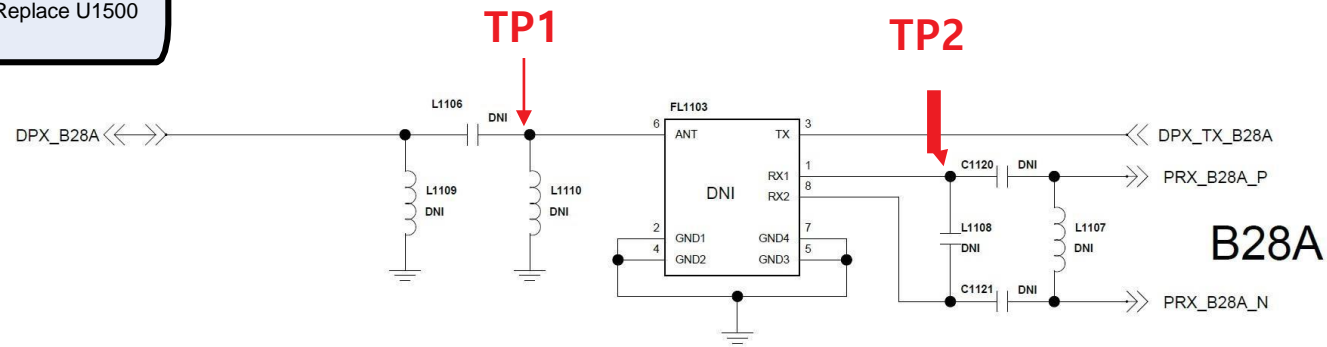 Replace U1500
TP1
TP2
L1106
DNI
FL1103
DPX_B28A
6
ANT
TX
3
DPX_TX_B28A
C1120
DNI
RX1
1
PRX_B28A_P
L1109
DNI
L1110
DNI
DNI
RX2
8
L1108
DNI
L1107
DNI
B28A
2
GND1
GND4
7
4
GND2
GND3
5
C1121
DNI
PRX_B28A_N